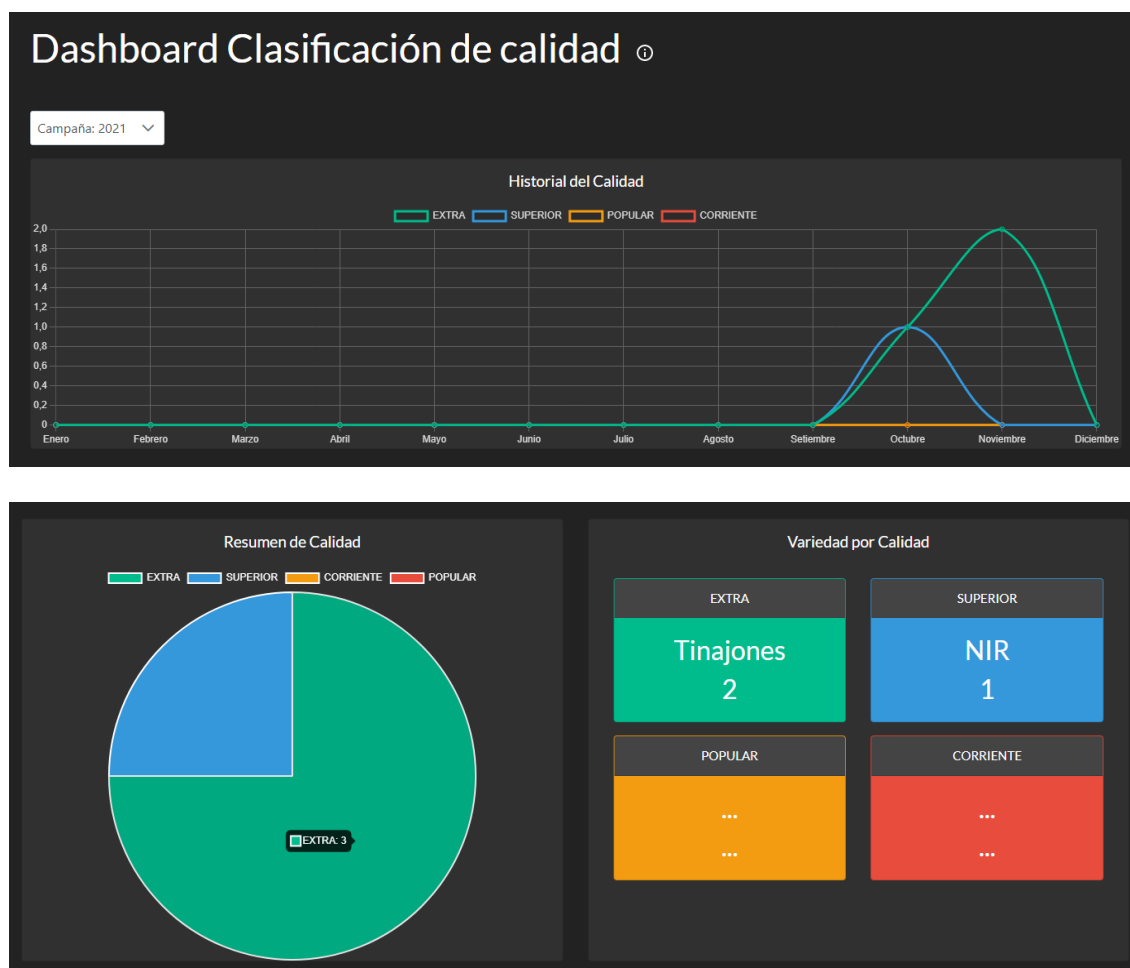 Dashboard Clasificación de calidad
Campaña: 2021
Historial del Calidad
EXTRA SUPERIOR POPULAR CORRIENTE
2,0
1,8
1,6
1,4
1,2
1,0
0,8
0,6
0,4
0,2
0
Enero Febrero Marzo Abril Mayo Junio Julio Agosto Setiembre Octubre Noviembre Diciembre
Resumen de Calidad
EXTRA SUPERIOR CORRIENTE POPULAR
EXTRA: 3
Variedad por Calidad
EXTRA
Tinajones
2
SUPERIOR
NIR
1
POPULAR
...
...
CORRIENTE
...
...